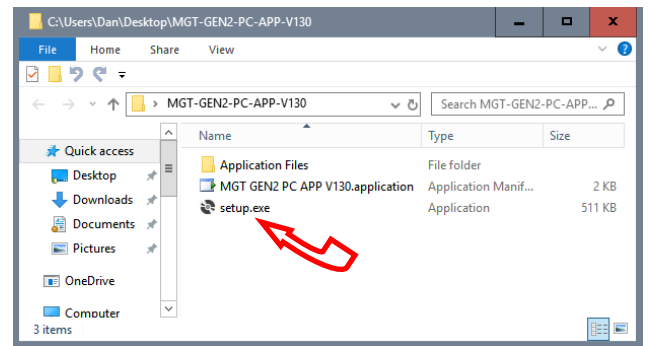 C:\Users\Dan\Desktop\MGT-GEN2-PC-APP-V130
File Home Share View
MGT-GEN2-PC-APP-V130 Search MGT-GEN2-PC-APP...
Name Type Size
Quick access
Desktop
Downloads
Documents
Pictures
OneDrive
Computer
Application Files File folder
MGT GEN2 PC APP V130.application Application Manif... 2 KB
setup.exe Application 511 KB
3 items